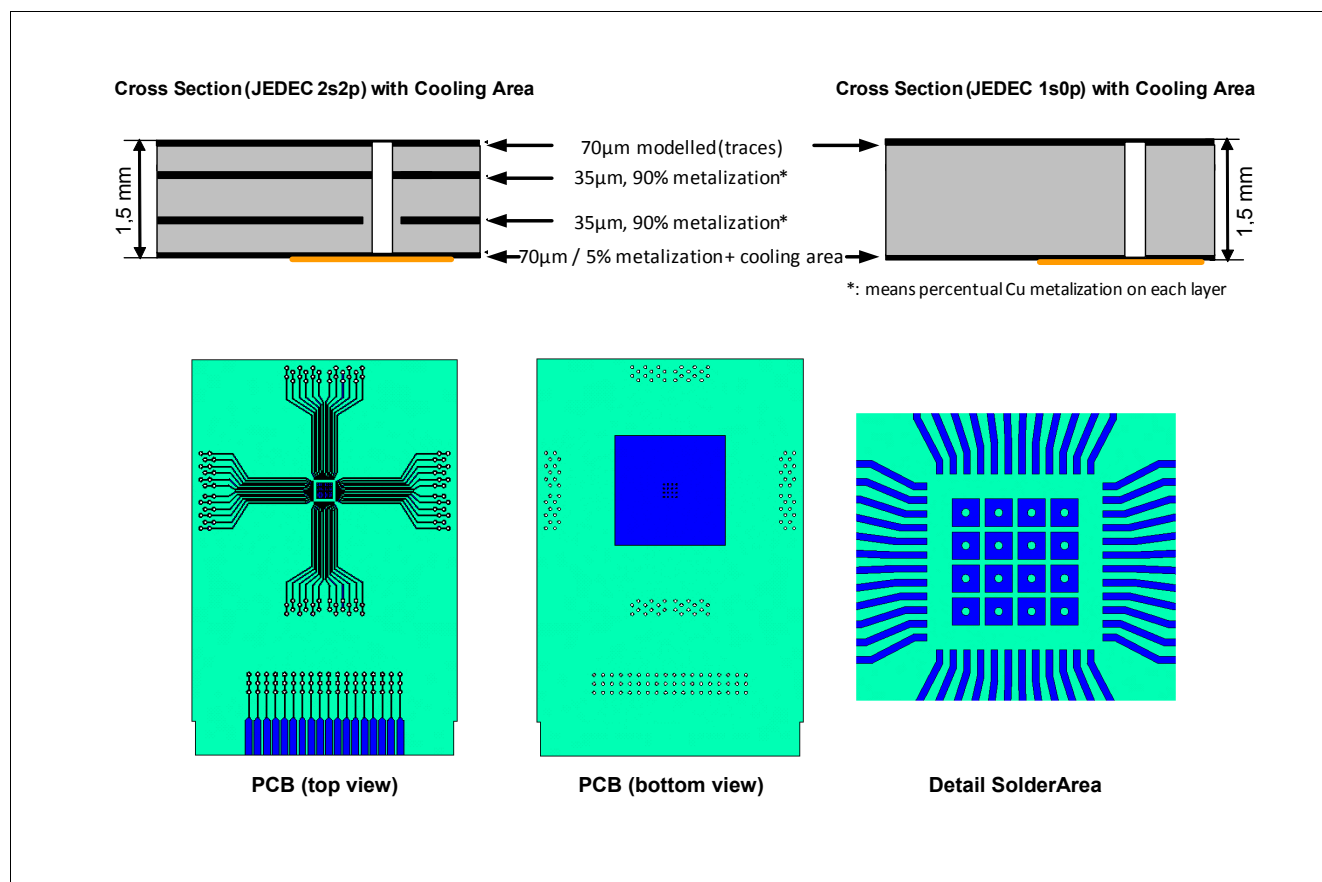 Cross Section (JEDEC 2s2p) with Cooling Area
Cross Section (JEDEC 1s0p) with Cooling Area
1,5 mm
70µm modelled (traces)
35µm, 90% metalization*
35µm, 90% metalization*
70µm / 5% metalization + cooling area
1,5 mm
*: means percentual Cu metalization on each layer
PCB (top view)
PCB (bottom view)
Detail SolderArea